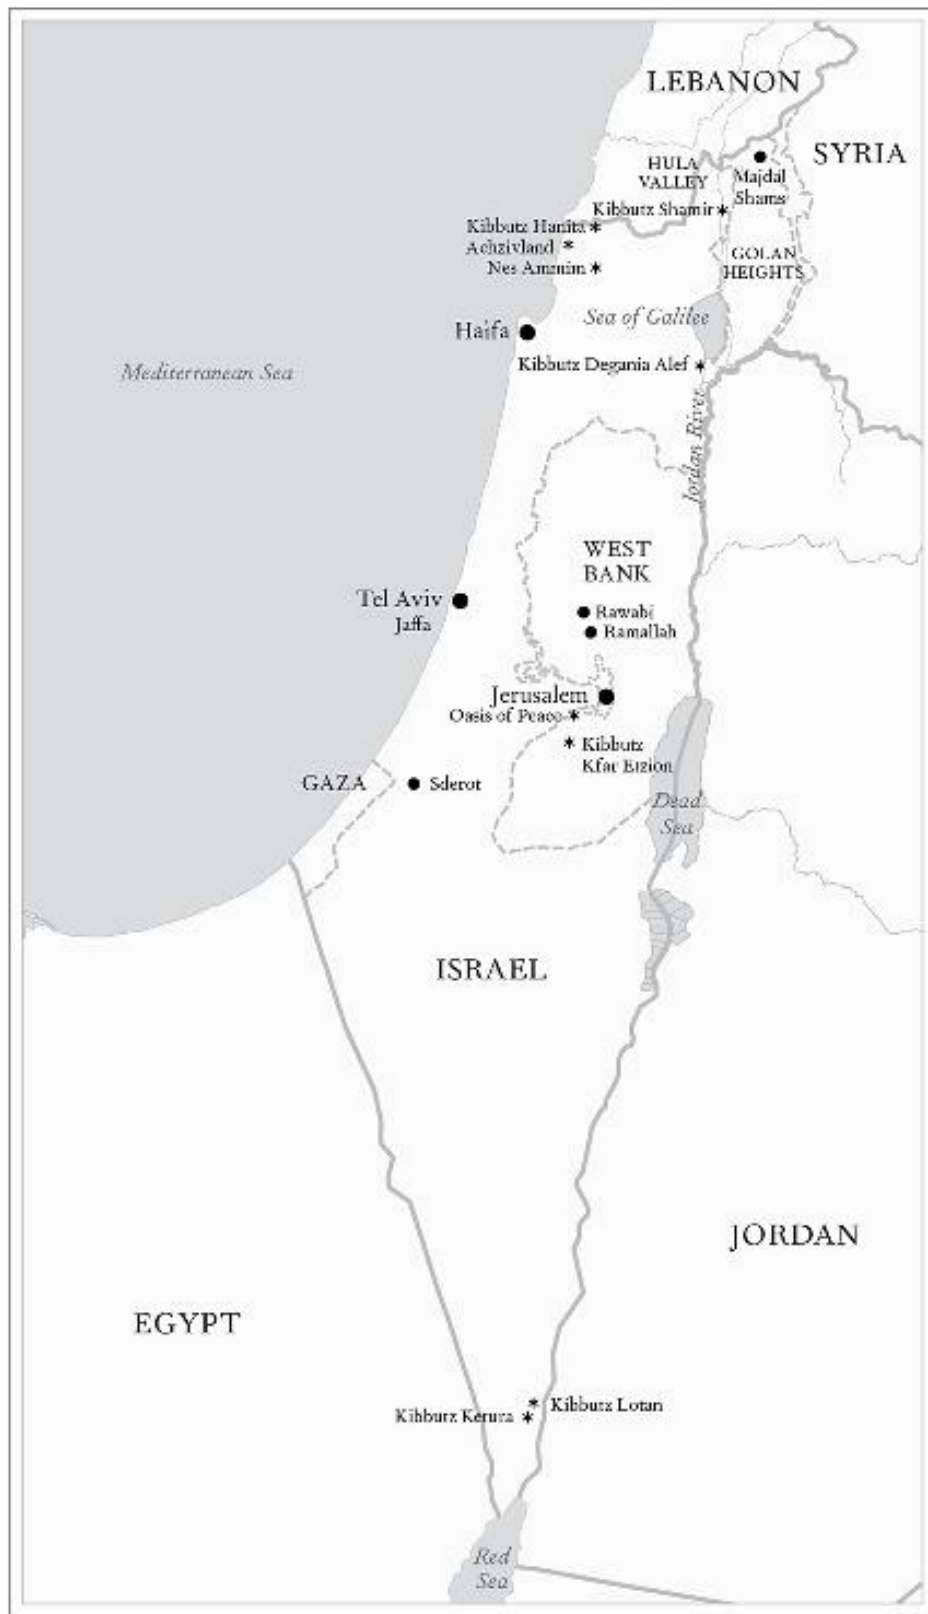 LEBANON
SYRIA
HULA
VALLEY
Majdal
Shams
Kibbutz Shamir
Kibbutz Hanita
Achzivland
Nes Ammim
GOLAN
HEIGHTS
Sea of Galilee
Haifa
Mediterranean Sea
Kibbutz Degania Alef
Jordan River
WEST
BANK
Tel Aviv
Jaffa
Rawabi
Ramallah
Jerusalem
Oasis of Peace
Kibbutz
Kfar Etzion
GAZA
Sderot
Dead
Sea
ISRAEL
JORDAN
EGYPT
Kibbutz Lotan
Kibbutz Ketura
Red
Sea